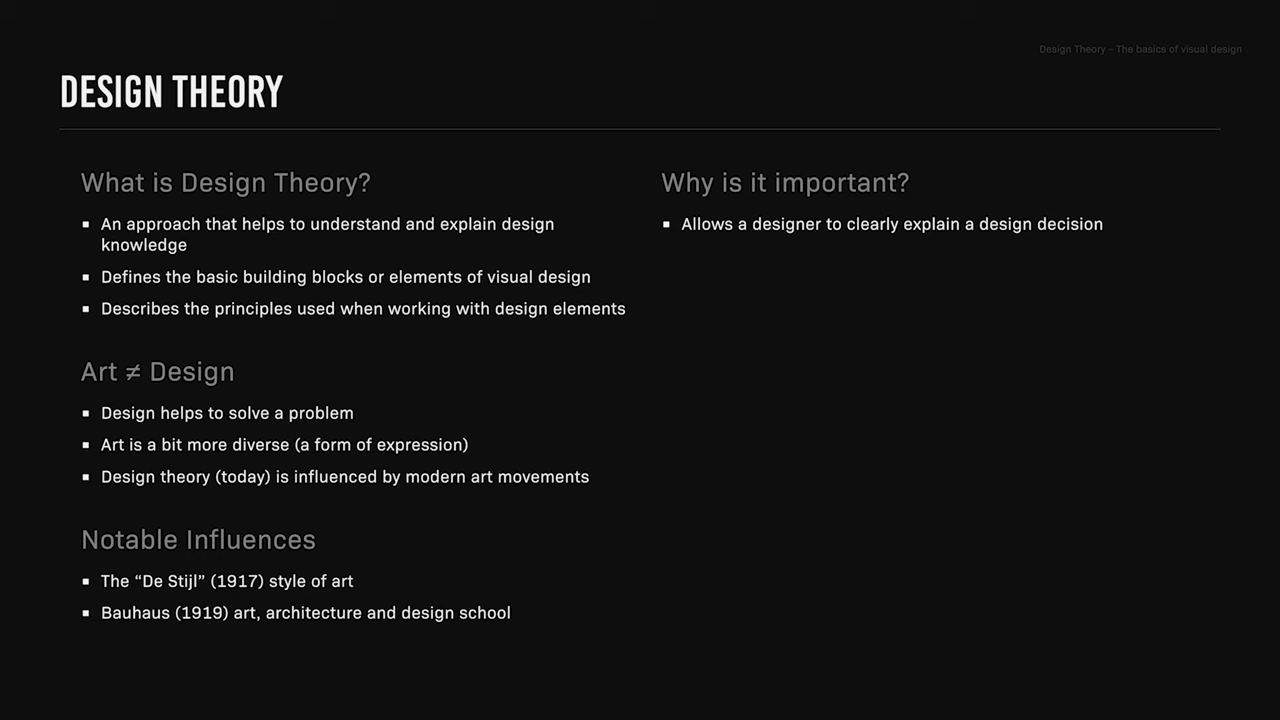 Design Theory – The basics of visual design
DESIGN THEORY
What is Design Theory?
▪ An approach that helps to understand and explain design
knowledge
▪ Defines the basic building blocks or elements of visual design
▪ Describes the principles used when working with design elements
Art ≠ Design
▪ Design helps to solve a problem
▪ Art is a bit more diverse (a form of expression)
▪ Design theory (today) is influenced by modern art movements
Notable Influences
▪ The “De Stijl” (1917) style of art
▪ Bauhaus (1919) art, architecture and design school
Why is it important?
▪ Allows a designer to clearly explain a design decision